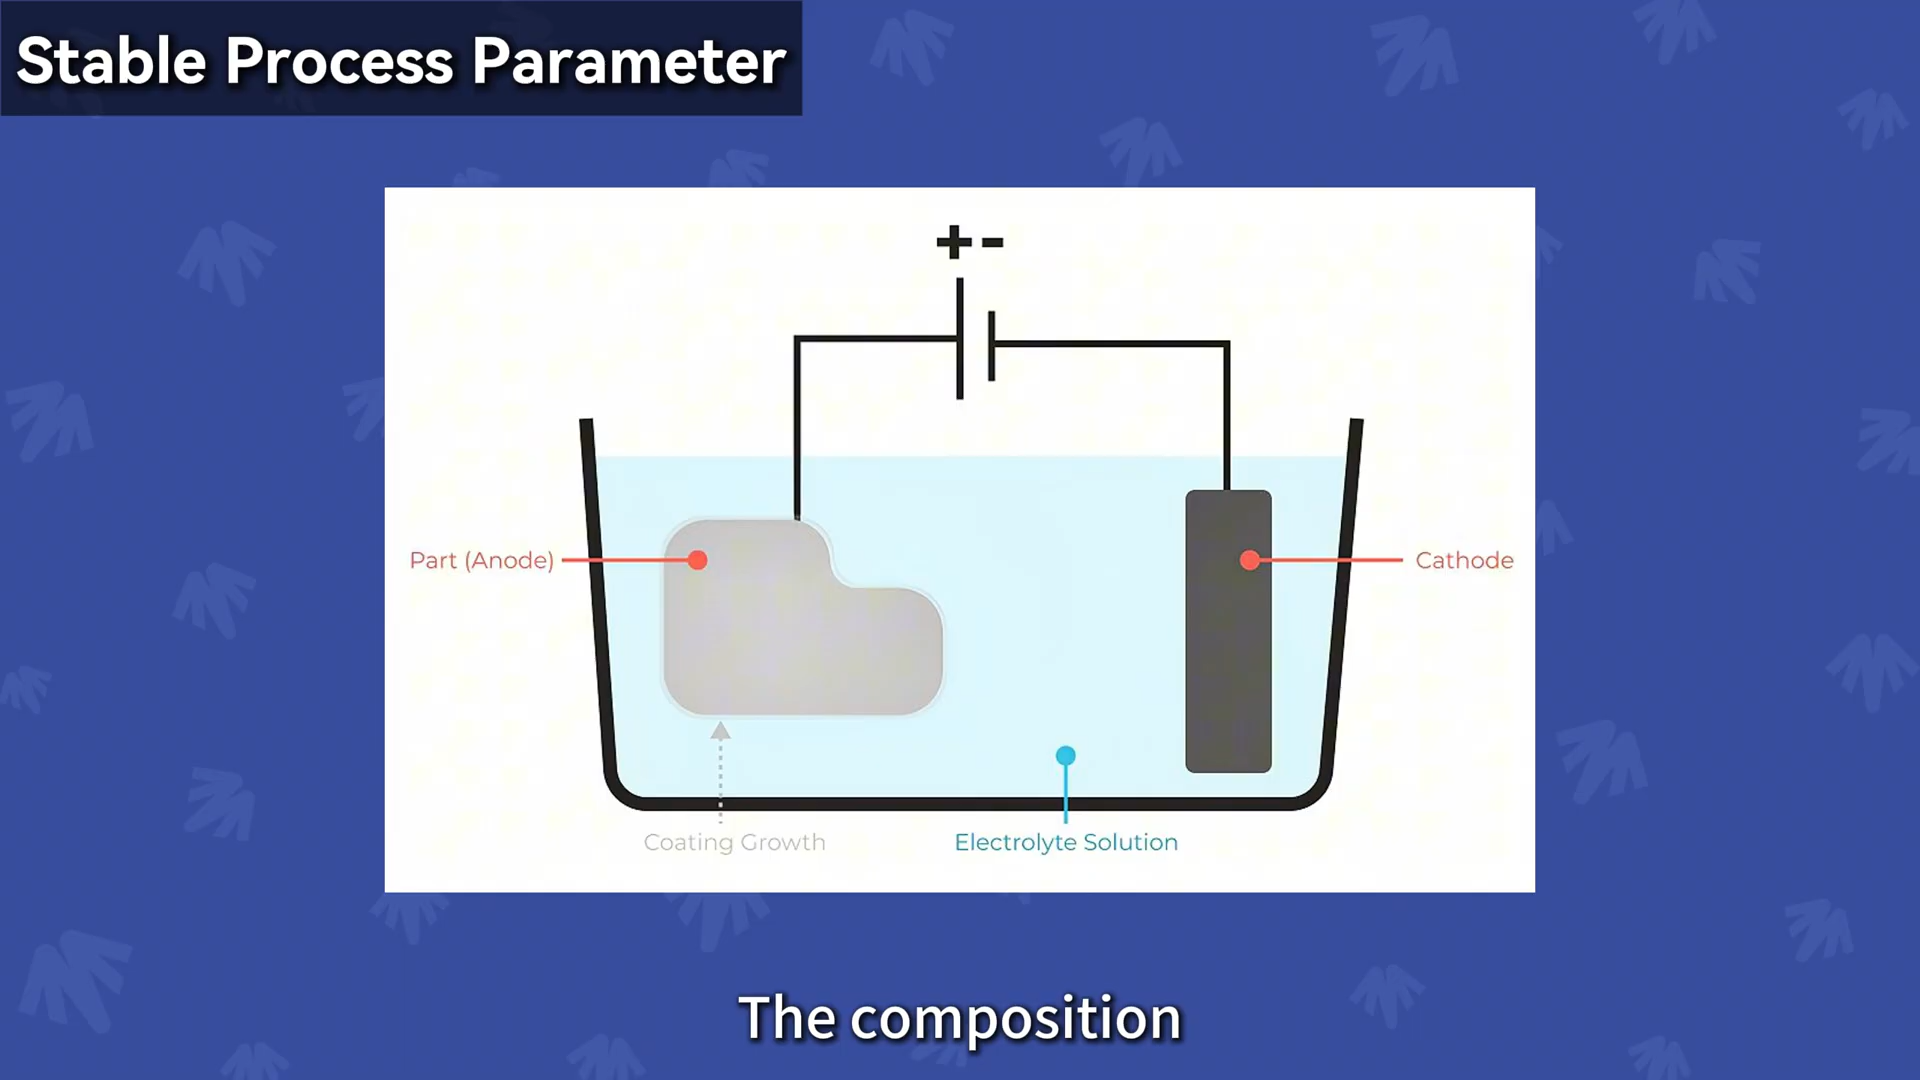 Stable Process Parameter
+ -
Part (Anode)
Cathode
Coating Growth
Electrolyte Solution
The composition